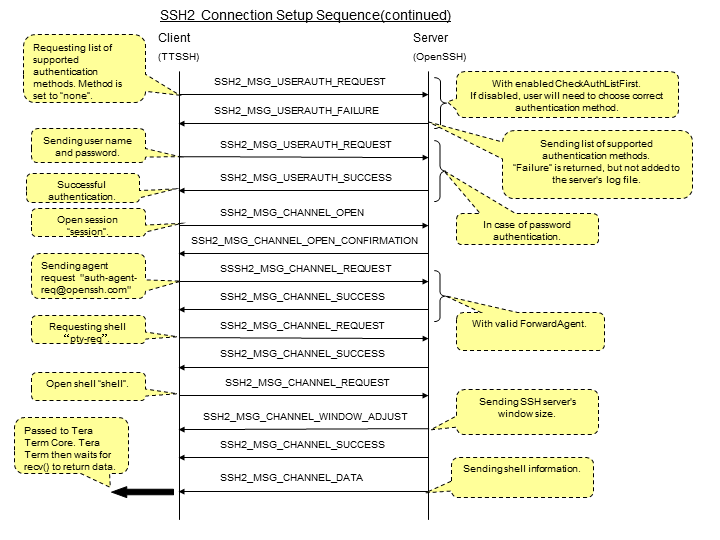 SSH2 Connection Setup Sequence(continued)
Client
Server
(TTSSH)
(OpenSSH)
Requesting list of
supported
authentication
methods. Method is
set to "none".
SSH2_MSG_USERAUTH_REQUEST
With enabled CheckAuthListFirst.
If disabled, user will need to choose correct
authentication method.
SSH2_MSG_USERAUTH_FAILURE
Sending list of supported
authentication methods.
"Failure" is returned, but not added to
the server's log file.
Sending user name
and password.
SSH2_MSG_USERAUTH_REQUEST
Successful
authentication.
SSH2_MSG_USERAUTH_SUCCESS
In case of password
authentication.
Open session
"session".
SSH2_MSG_CHANNEL_OPEN
SSH2_MSG_CHANNEL_OPEN_CONFIRMATION
Sending agent
request "auth-agent-
req@openssh.com"
SSSH2_MSG_CHANNEL_REQUEST
SSH2_MSG_CHANNEL_SUCCESS
With valid ForwardAgent.
Requesting shell
"pty-req".
SSH2_MSG_CHANNEL_REQUEST
SSH2_MSG_CHANNEL_SUCCESS
Open shell "shell".
SSH2_MSG_CHANNEL_REQUEST
Sending SSH server's
window size.
SSH2_MSG_CHANNEL_WINDOW_ADJUST
Passed to Tera
Term Core. Tera
Term then waits for
recv() to return data.
SSH2_MSG_CHANNEL_SUCCESS
Sending shell information.
SSH2_MSG_CHANNEL_DATA